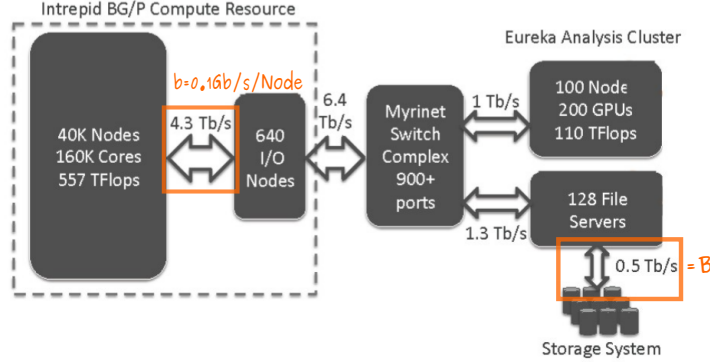 Intrepid BG/P Compute Resource
Eureka Analysis Cluster
b=0.1Gb/s/Node
40K Nodes
160K Cores
557 TFlops
4.3 Tb/s
640
I/O
Nodes
6.4
Tb/s
Myrinet
Switch
Complex
900+
ports
1 Tb/s
100 Node
200 GPUs
110 TFlops
1.3 Tb/s
128 File
Servers
0.5 Tb/s
= B
Storage System